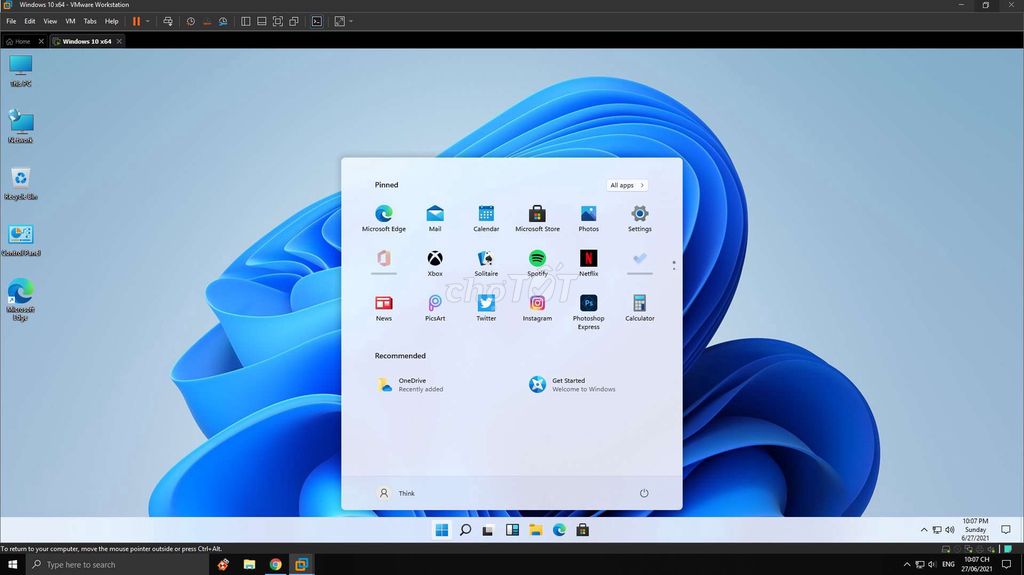 Windows 10 x64 - VMware Workstation
File Edit View VM Tabs Help
Home Windows 10 x64
This PC
Network
Recycle Bin
Control Panel
Microsoft
Edge
Pinned All apps
Microsoft Edge Mail Calendar Microsoft Store Photos Settings
Xbox Solitaire Spotify Netflix
chợTỐT
News PicsArt Twitter Instagram Photoshop Express Calculator
Recommended
OneDrive Get Started
Recently added Welcome to Windows
Think
10:07 PM
Sunday
6/27/2021
To return to your computer, move the mouse pointer outside or press Ctrl+Alt.
Type here to search
ENG
10:07 CH
27/06/2021